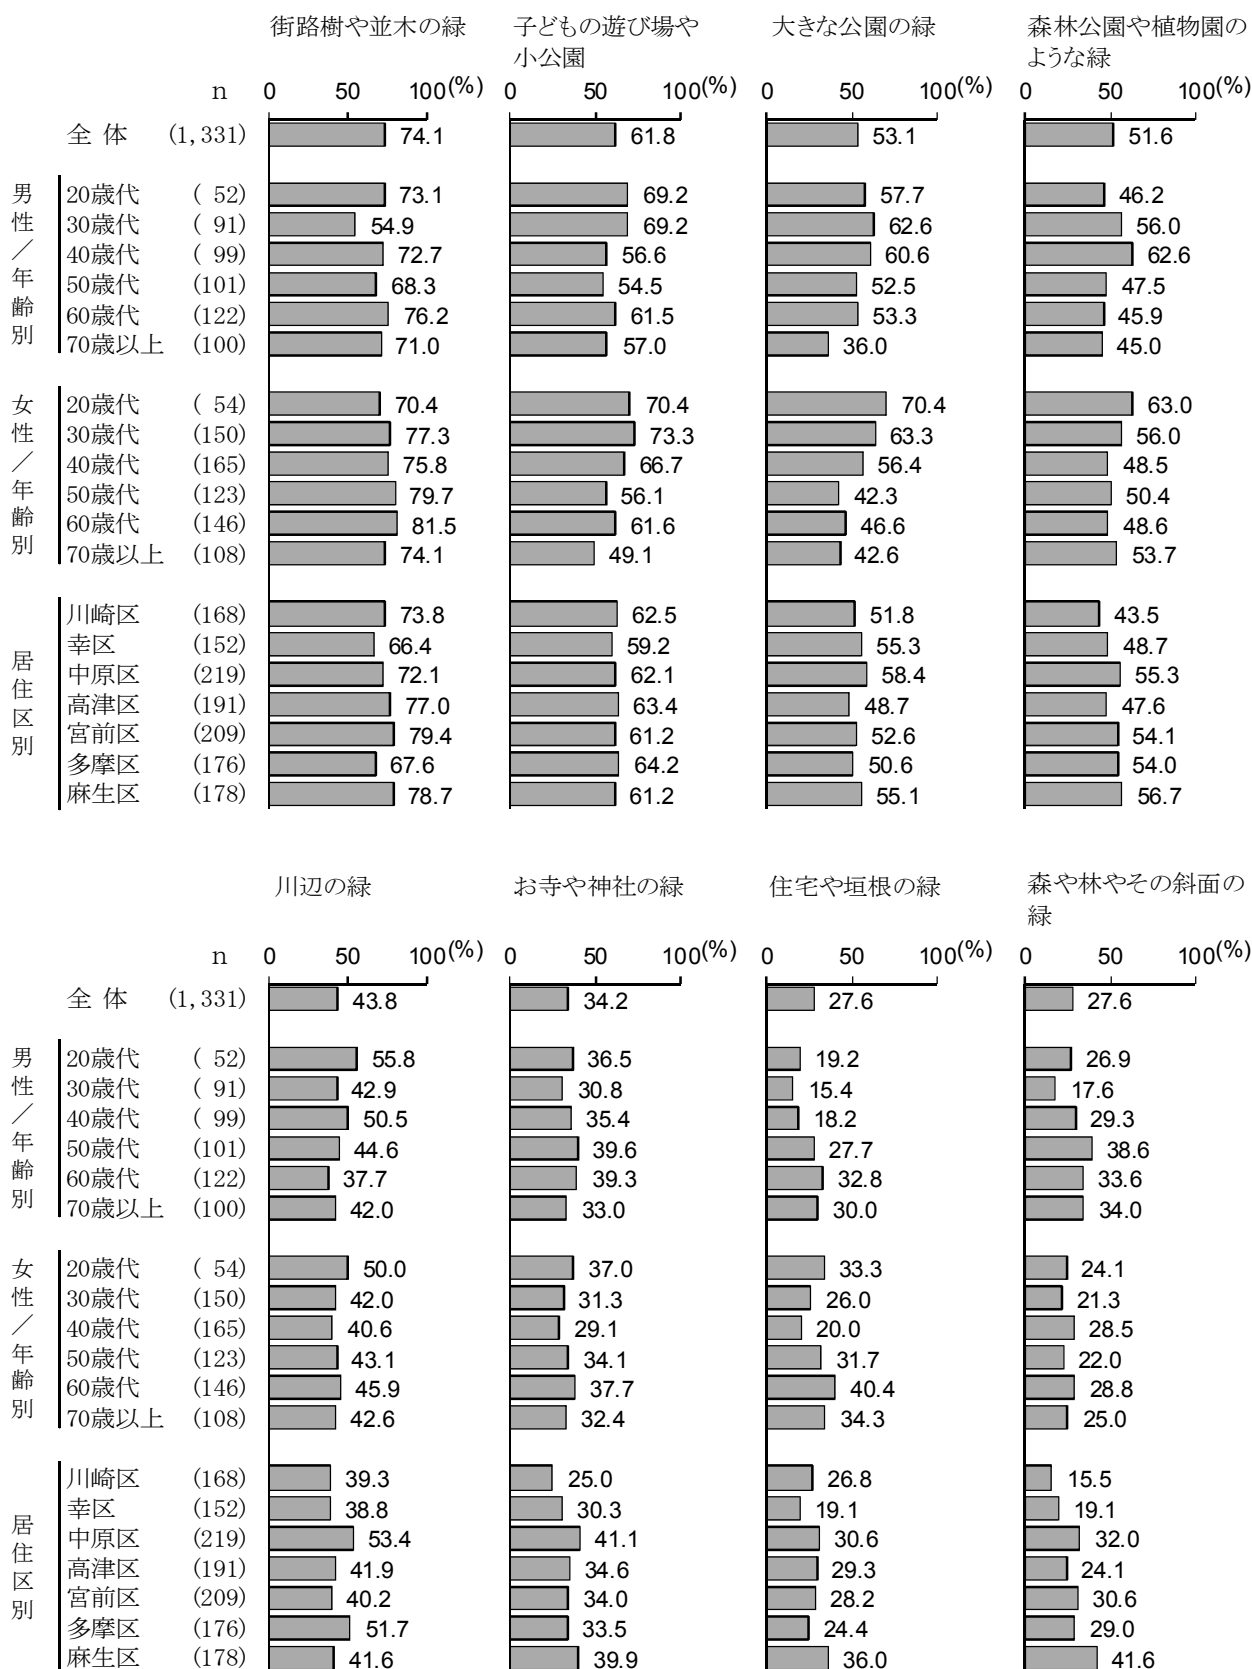 街路樹や並木の緑 子どもの遊び場や小公園 大きな公園の緑 森林公園や植物園のような緑
n 0 50 100(%) 0 50 100(%) 0 50 100(%) 0 50 100(%)
全 体 (1,331) 74.1 61.8 53.1 51.6
男性／年齢別
20歳代 ( 52) 73.1 69.2 57.7 46.2
30歳代 ( 91) 54.9 69.2 62.6 56.0
40歳代 ( 99) 72.7 56.6 60.6 62.6
50歳代 (101) 68.3 54.5 52.5 47.5
60歳代 (122) 76.2 61.5 53.3 45.9
70歳以上 (100) 71.0 57.0 36.0 45.0
女性／年齢別
20歳代 ( 54) 70.4 70.4 70.4 63.0
30歳代 (150) 77.3 73.3 63.3 56.0
40歳代 (165) 75.8 66.7 56.4 48.5
50歳代 (123) 79.7 56.1 42.3 50.4
60歳代 (146) 81.5 61.6 46.6 48.6
70歳以上 (108) 74.1 49.1 42.6 53.7
居住区別
川崎区 (168) 73.8 62.5 51.8 43.5
幸区 (152) 66.4 59.2 55.3 48.7
中原区 (219) 72.1 62.1 58.4 55.3
高津区 (191) 77.0 63.4 48.7 47.6
宮前区 (209) 79.4 61.2 52.6 54.1
多摩区 (176) 67.6 64.2 50.6 54.0
麻生区 (178) 78.7 61.2 55.1 56.7
川辺の緑 お寺や神社の緑 住宅や垣根の緑 森や林やその斜面の緑
n 0 50 100(%) 0 50 100(%) 0 50 100(%) 0 50 100(%)
全 体 (1,331) 43.8 34.2 27.6 27.6
男性／年齢別
20歳代 ( 52) 55.8 36.5 19.2 26.9
30歳代 ( 91) 42.9 30.8 15.4 17.6
40歳代 ( 99) 50.5 35.4 18.2 29.3
50歳代 (101) 44.6 39.6 27.7 38.6
60歳代 (122) 37.7 39.3 32.8 33.6
70歳以上 (100) 42.0 33.0 30.0 34.0
女性／年齢別
20歳代 ( 54) 50.0 37.0 33.3 24.1
30歳代 (150) 42.0 31.3 26.0 21.3
40歳代 (165) 40.6 29.1 20.0 28.5
50歳代 (123) 43.1 34.1 31.7 22.0
60歳代 (146) 45.9 37.7 40.4 28.8
70歳以上 (108) 42.6 32.4 34.3 25.0
居住区別
川崎区 (168) 39.3 25.0 26.8 15.5
幸区 (152) 38.8 30.3 19.1 19.1
中原区 (219) 53.4 41.1 30.6 32.0
高津区 (191) 41.9 34.6 29.3 24.1
宮前区 (209) 40.2 34.0 28.2 30.6
多摩区 (176) 51.7 33.5 24.4 29.0
麻生区 (178) 41.6 39.9 36.0 41.6